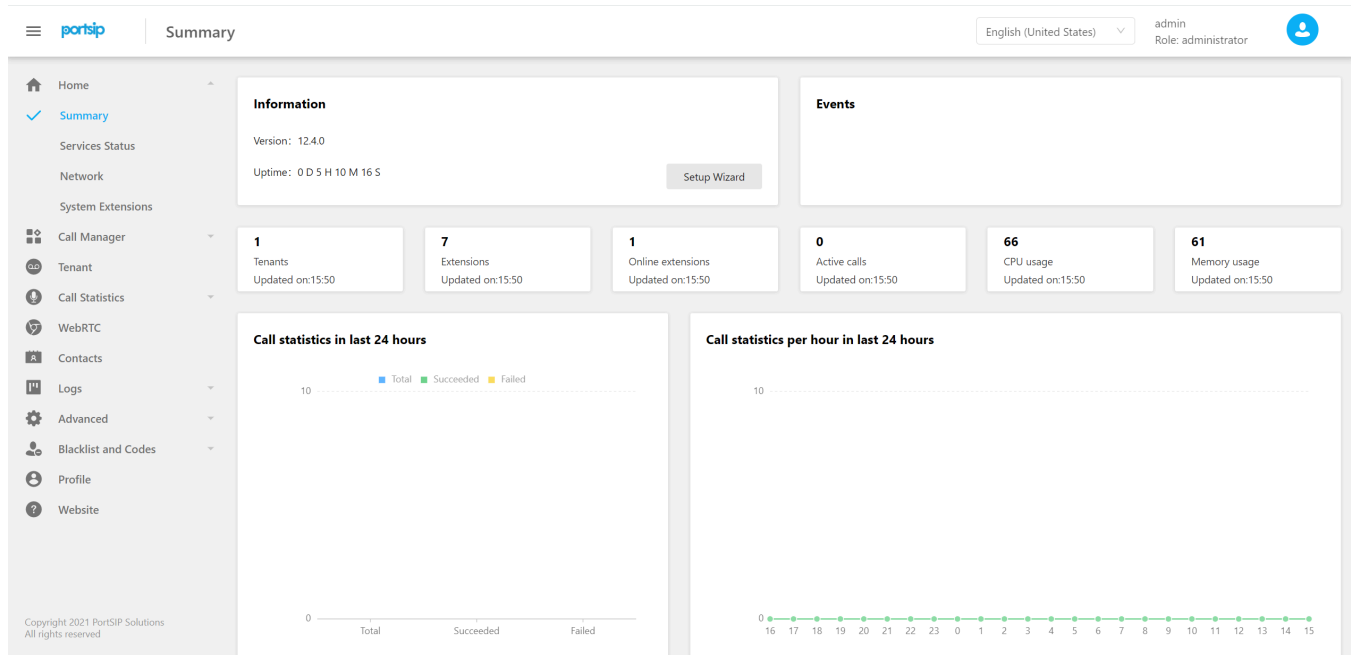 portsip
Summary
English (United States)
admin
Role: administrator
Home
Summary
Services Status
Network
System Extensions
Call Manager
Tenant
Call Statistics
WebRTC
Contacts
Logs
Advanced
Blacklist and Codes
Profile
Website
Copyright 2021 PortSIP Solutions
All rights reserved
Information
Version: 12.4.0
Uptime: 0 D 5 H 10 M 16 S
Setup Wizard
Events
1
Tenants
Updated on:15:50
7
Extensions
Updated on:15:50
1
Online extensions
Updated on:15:50
0
Active calls
Updated on:15:50
66
CPU usage
Updated on:15:50
61
Memory usage
Updated on:15:50
Call statistics in last 24 hours
Total Succeeded Failed
10
0
Total Succeeded Failed
Call statistics per hour in last 24 hours
10
0
16 17 18 19 20 21 22 23 0 1 2 3 4 5 6 7 8 9 10 11 12 13 14 15